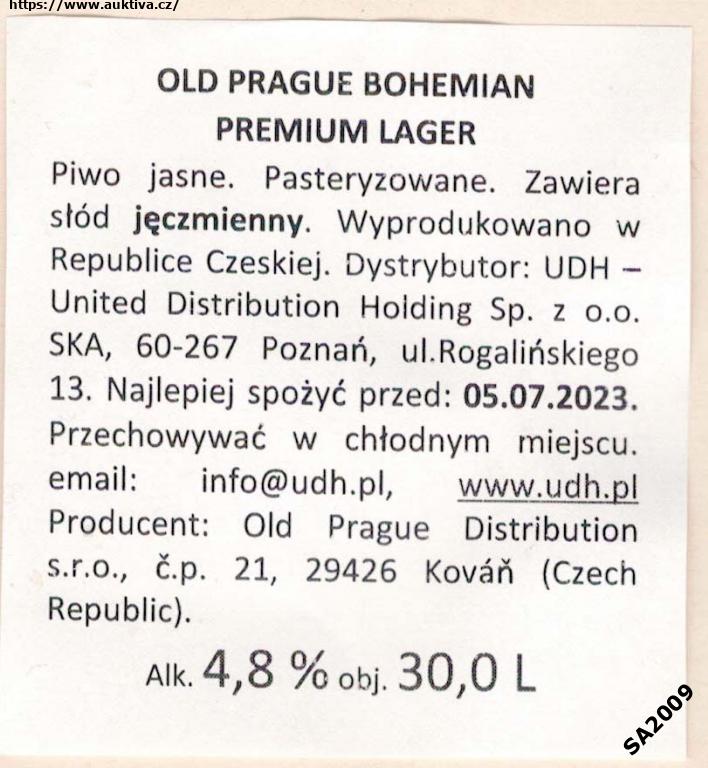 https://www.auktiva.cz/
OLD PRAGUE BOHEMIAN
PREMIUM LAGER
Piwo jasne. Pasteryzowane. Zawiera
słód jęczmienny. Wyprodukowano w
Republice Czeskiej. Dystrybutor: UDH –
United Distribution Holding Sp. z o.o.
SKA, 60-267 Poznań, ul.Rogalińskiego
13. Najlepiej spożyć przed: 05.07.2023.
Przechowywać w chłodnym miejscu.
email: info@udh.pl, www.udh.pl
Producent: Old Prague Distribution
s.r.o., č.p. 21, 29426 Kováň (Czech
Republic).
Alk. 4,8 % obj. 30,0 L
SA2009